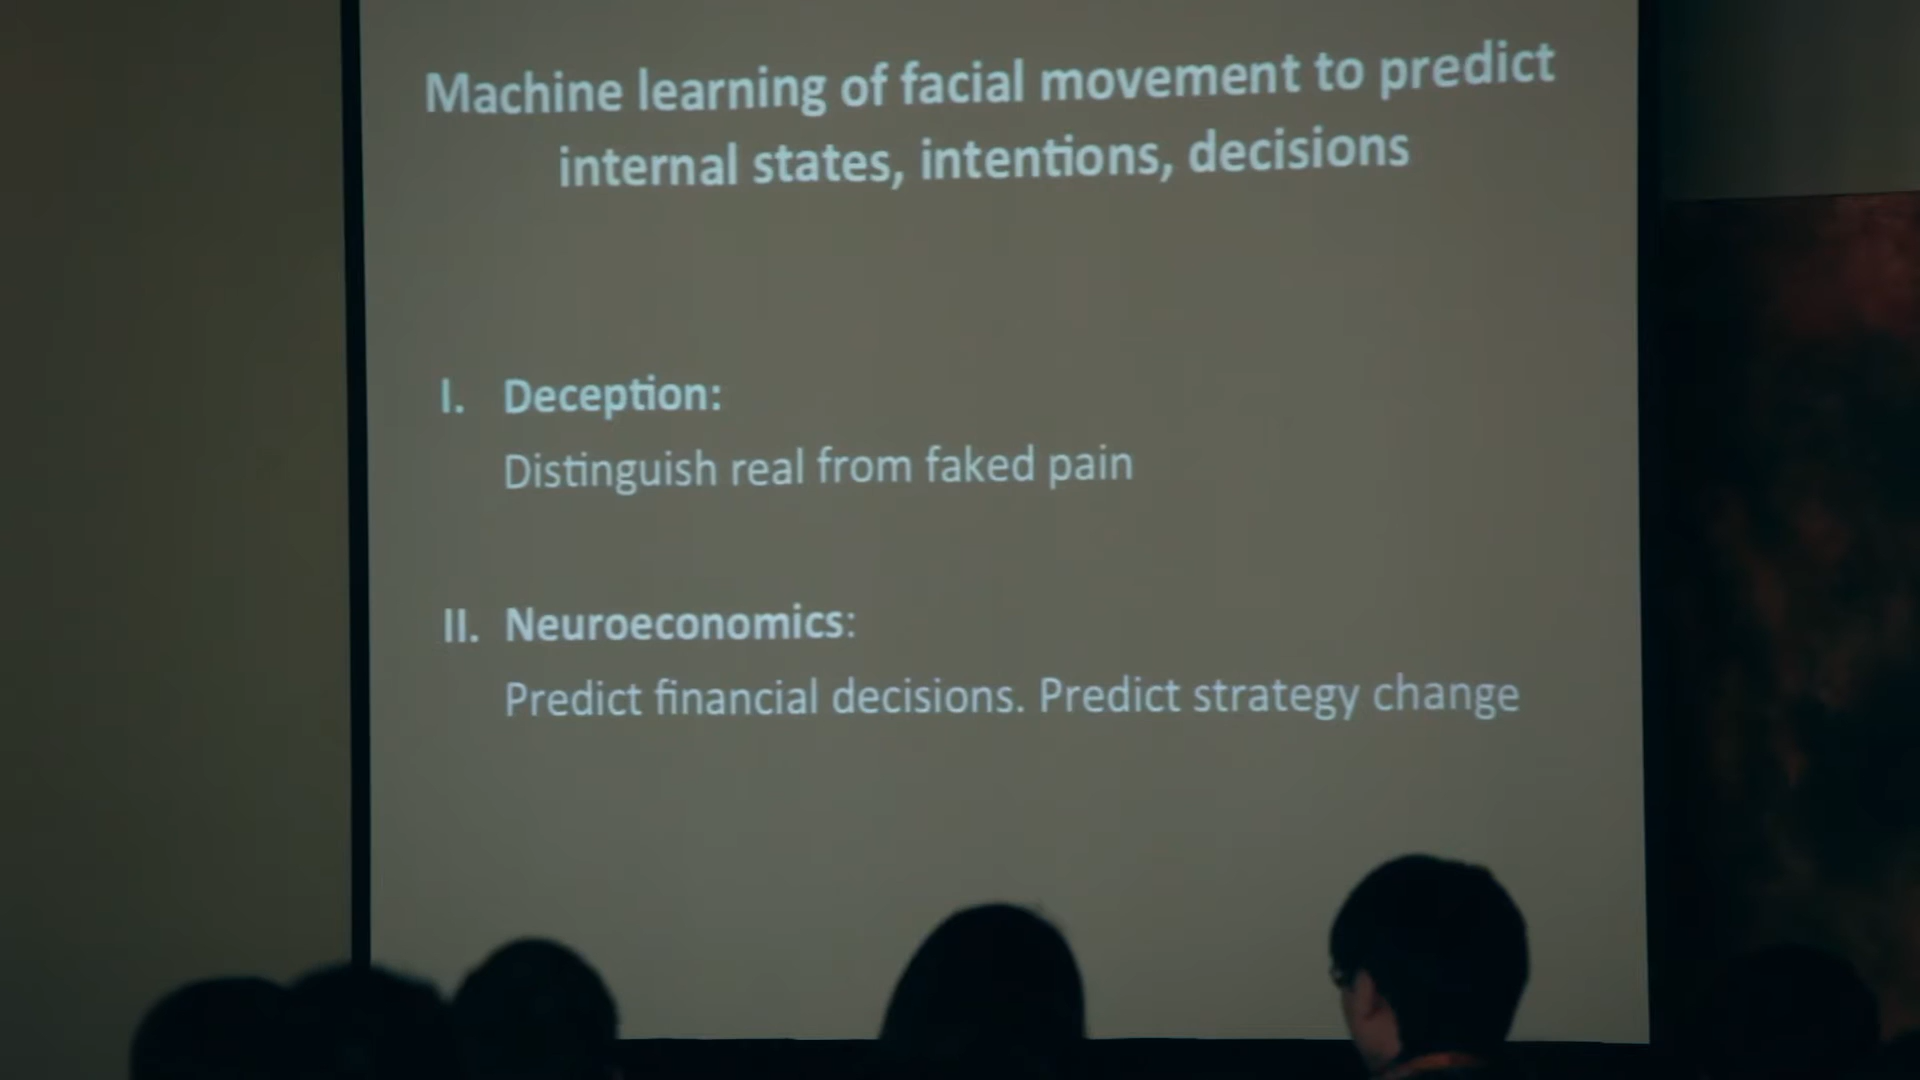 Machine learning of facial movement to predict
internal states, intentions, decisions
I. Deception:
Distinguish real from faked pain
II. Neuroeconomics:
Predict financial decisions. Predict strategy change